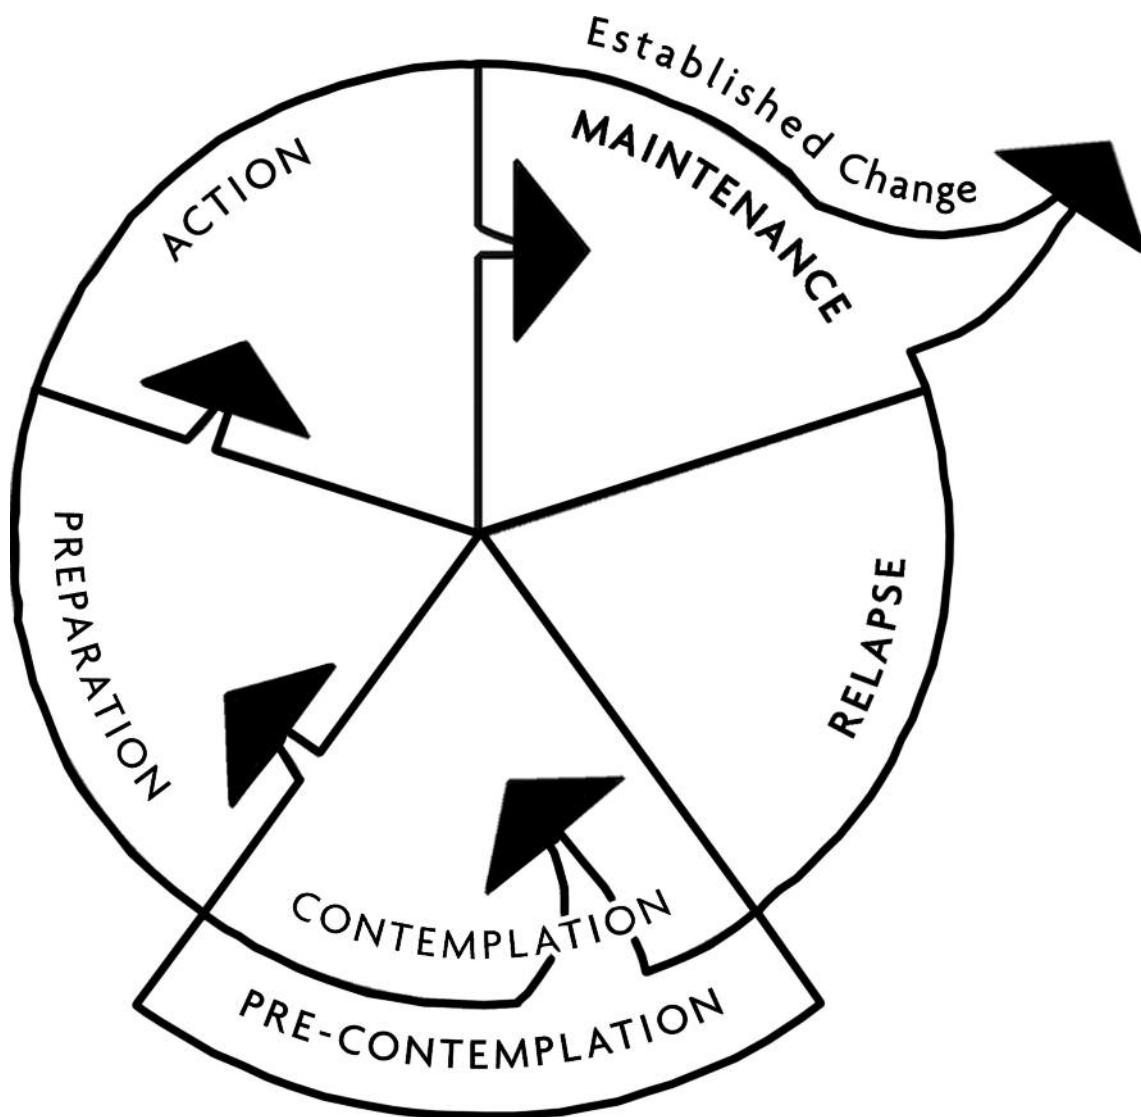 Established Change
ACTION
MAINTENANCE
PREPARATION
RELAPSE
CONTEMPLATION
PRE-CONTEMPLATION